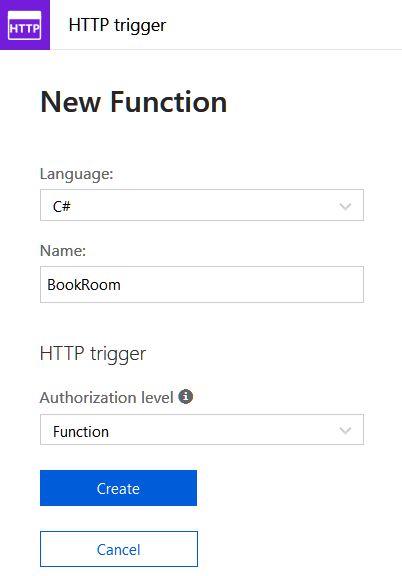 HTTP
HTTP trigger
New Function
Language:
C#
Name:
BookRoom
HTTP trigger
Authorization level
Function
Create
Cancel